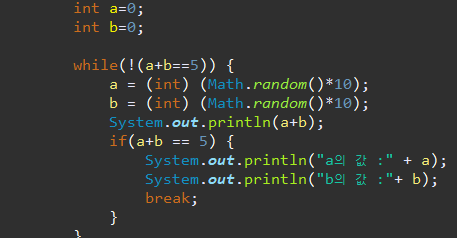 int a=0;
int b=0;
while(!(a+b==5)) {
a = (int) (Math.random()*10);
b = (int) (Math.random()*10);
System.out.println(a+b);
if(a+b == 5) {
System.out.println("a의 값 :" + a);
System.out.println("b의 값 :"+ b);
break;
}
}